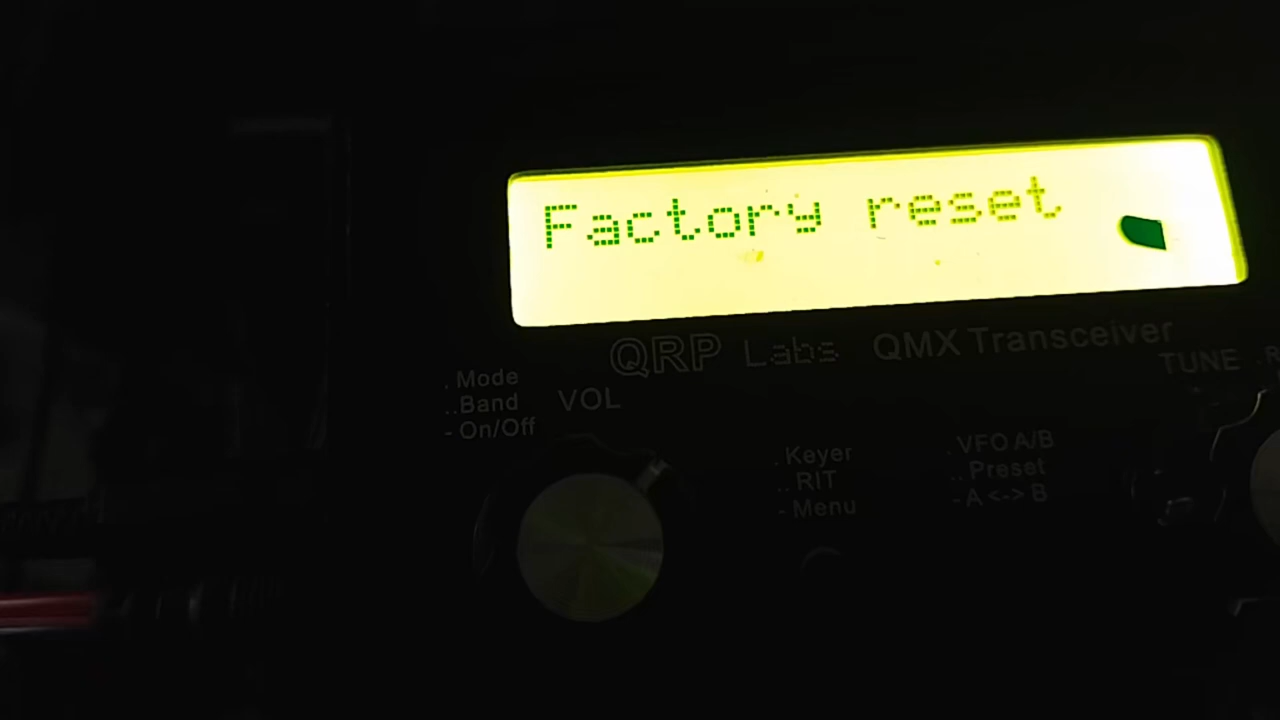 Factory reset
QRP Labs QMX Transceiver
. Mode
..Band
- On/Off
VOL
. Keyer
.. RIT
- Menu
. VFO A/B
.. Preset
- A <-> B
TUNE